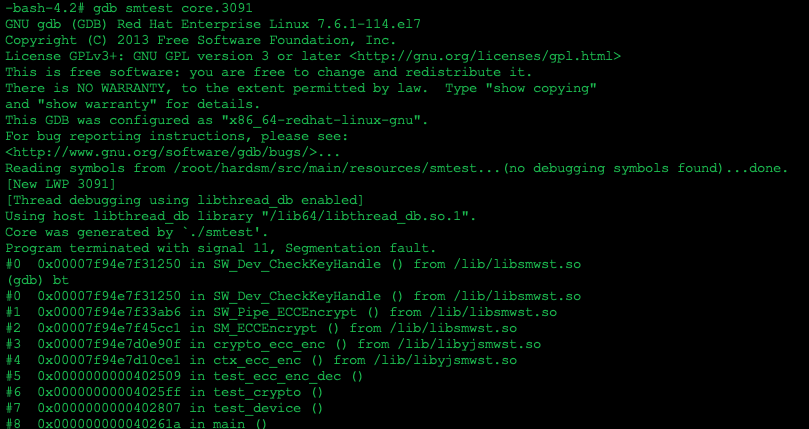 -bash-4.2# gdb smtest core.3091
GNU gdb (GDB) Red Hat Enterprise Linux 7.6.1-114.el7
Copyright (C) 2013 Free Software Foundation, Inc.
License GPLv3+: GNU GPL version 3 or later <http://gnu.org/licenses/gpl.html>
This is free software: you are free to change and redistribute it.
There is NO WARRANTY, to the extent permitted by law.  Type "show copying"
and "show warranty" for details.
This GDB was configured as "x86_64-redhat-linux-gnu".
For bug reporting instructions, please see:
<http://www.gnu.org/software/gdb/bugs/>...
Reading symbols from /root/hardsm/src/main/resources/smtest...(no debugging symbols found)...done.
[New LWP 3091]
[Thread debugging using libthread_db enabled]
Using host libthread_db library "/lib64/libthread_db.so.1".
Core was generated by `./smtest'.
Program terminated with signal 11, Segmentation fault.
#0  0x00007f94e7f31250 in SW_Dev_CheckKeyHandle () from /lib/libsmwst.so
(gdb) bt
#0  0x00007f94e7f31250 in SW_Dev_CheckKeyHandle () from /lib/libsmwst.so
#1  0x00007f94e7f33ab6 in SW_Pipe_ECCEncrypt () from /lib/libsmwst.so
#2  0x00007f94e7f45cc1 in SM_ECCEncrypt () from /lib/libsmwst.so
#3  0x00007f94e7d0e90f in crypto_ecc_enc () from /lib/libyjsmwst.so
#4  0x00007f94e7d10ce1 in ctx_ecc_enc () from /lib/libyjsmwst.so
#5  0x0000000000402509 in test_ecc_enc_dec ()
#6  0x00000000004025ff in test_crypto ()
#7  0x0000000000402807 in test_device ()
#8  0x000000000040261a in main ()